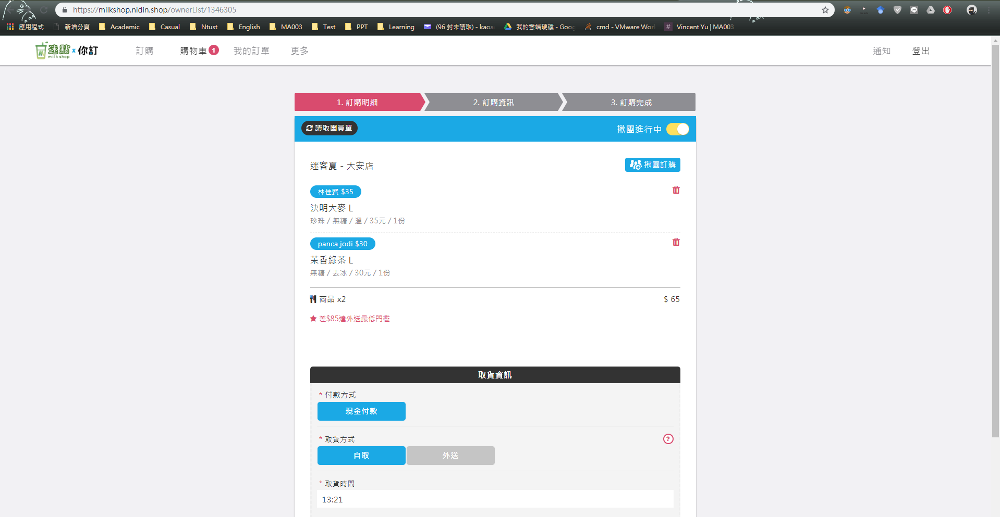 https://milkshop.nidin.shop/ownerList/1346305
應用程式 新增分頁 Academic Casual Ntust English MA003 Test PPT Learning (96 封未讀取) - kaoa 我的雲端硬碟 - Goog cmd - VMware Work # Vincent Yu | MA003
迷點 milk shop x 你訂 訂購 購物車 1 我的訂單 更多 通知 登出
1. 訂購明細 2. 訂購資訊 3. 訂購完成
讀取團員單 揪團進行中
迷客夏 - 大安店 揪團訂購
林佳賢 $35
決明大麥 L
珍珠 / 無糖 / 溫 / 35元 / 1份
panca jodi $30
茉香綠茶 L
無糖 / 去冰 / 30元 / 1份
商品 x2 $ 65
差$85達外送最低門檻
取貨資訊
* 付款方式
現金付款
* 取貨方式 ?
自取 外送
* 取貨時間
13:21